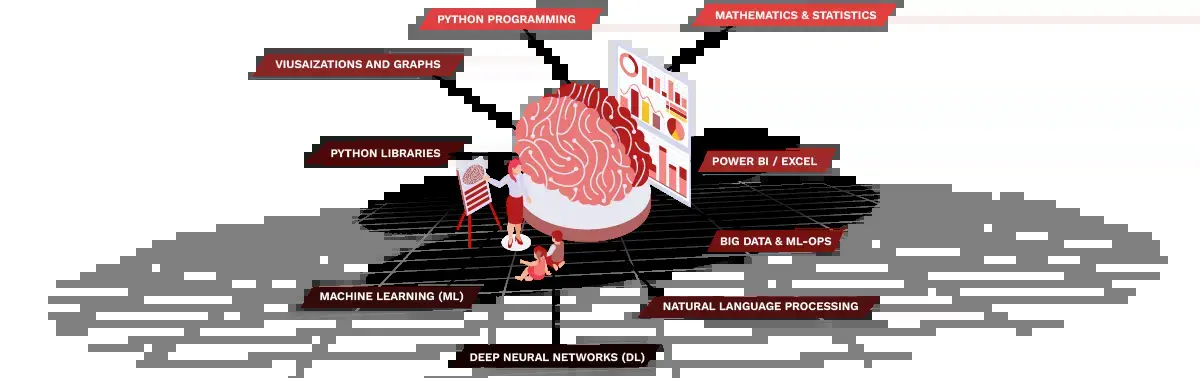 PYTHON PROGRAMMING
MATHEMATICS & STATISTICS
VIUSAIZATIONS AND GRAPHS
PYTHON LIBRARIES
POWER BI / EXCEL
BIG DATA & ML-OPS
MACHINE LEARNING (ML)
NATURAL LANGUAGE PROCESSING
DEEP NEURAL NETWORKS (DL)